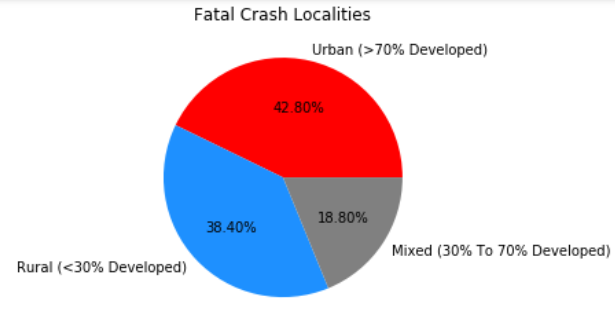 Fatal Crash Localities
Urban (>70% Developed)
42.80%
38.40%
18.80%
Rural (<30% Developed)
Mixed (30% To 70% Developed)